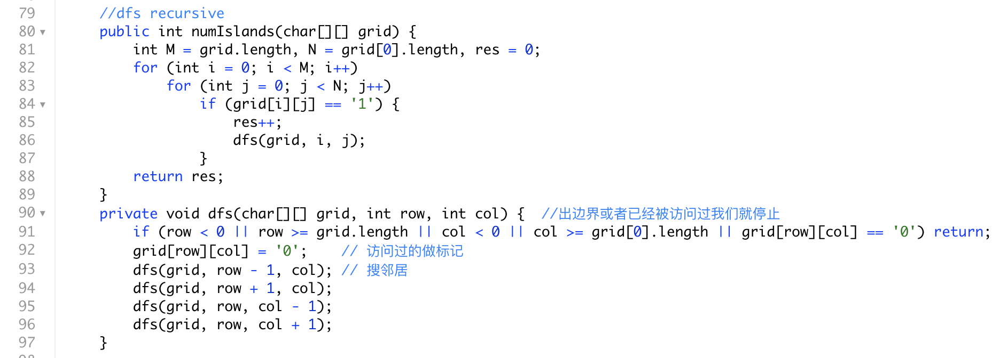 79 //dfs recursive
80 ▼ public int numIslands(char[][] grid) {
81 int M = grid.length, N = grid[0].length, res = 0;
82 for (int i = 0; i < M; i++)
83 for (int j = 0; j < N; j++)
84 ▼ if (grid[i][j] == '1') {
85 res++;
86 dfs(grid, i, j);
87 }
88 return res;
89 }
90 ▼ private void dfs(char[][] grid, int row, int col) { //出边界或者已经被访问过我们就停止
91 if (row < 0 || row >= grid.length || col < 0 || col >= grid[0].length || grid[row][col] == '0') return;
92 grid[row][col] = '0'; // 访问过的做标记
93 dfs(grid, row - 1, col); // 搜邻居
94 dfs(grid, row + 1, col);
95 dfs(grid, row, col - 1);
96 dfs(grid, row, col + 1);
97 }